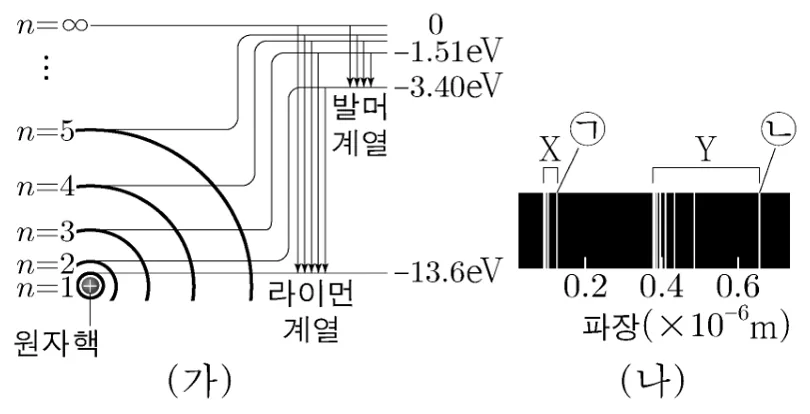 n=∞
0
−1.51eV
⋮
−3.40eV
발머
계열
n=5
n=4
n=3
n=2
n=1
−13.6eV
라이먼
계열
원자핵
(가)
㉠
㉡
X
Y
0.2 0.4 0.6
파장(×10⁻⁶m)
(나)